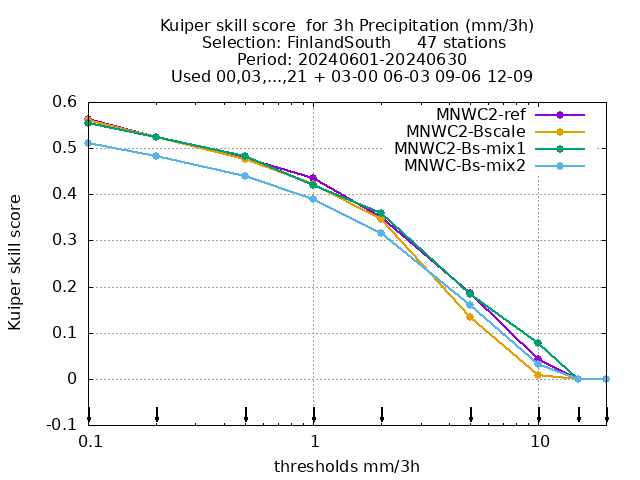 Kuiper skill score  for 3h Precipitation (mm/3h)
Selection: FinlandSouth     47 stations
Period: 20240601-20240630
Used 00,03,...,21 + 03-00 06-03 09-06 12-09
MNWC2-ref
MNWC2-Bscale
MNWC2-Bs-mix1
MNWC-Bs-mix2
0.6
0.5
0.4
0.3
0.2
0.1
0
-0.1
Kuiper skill score
0.1 1 10
thresholds mm/3h